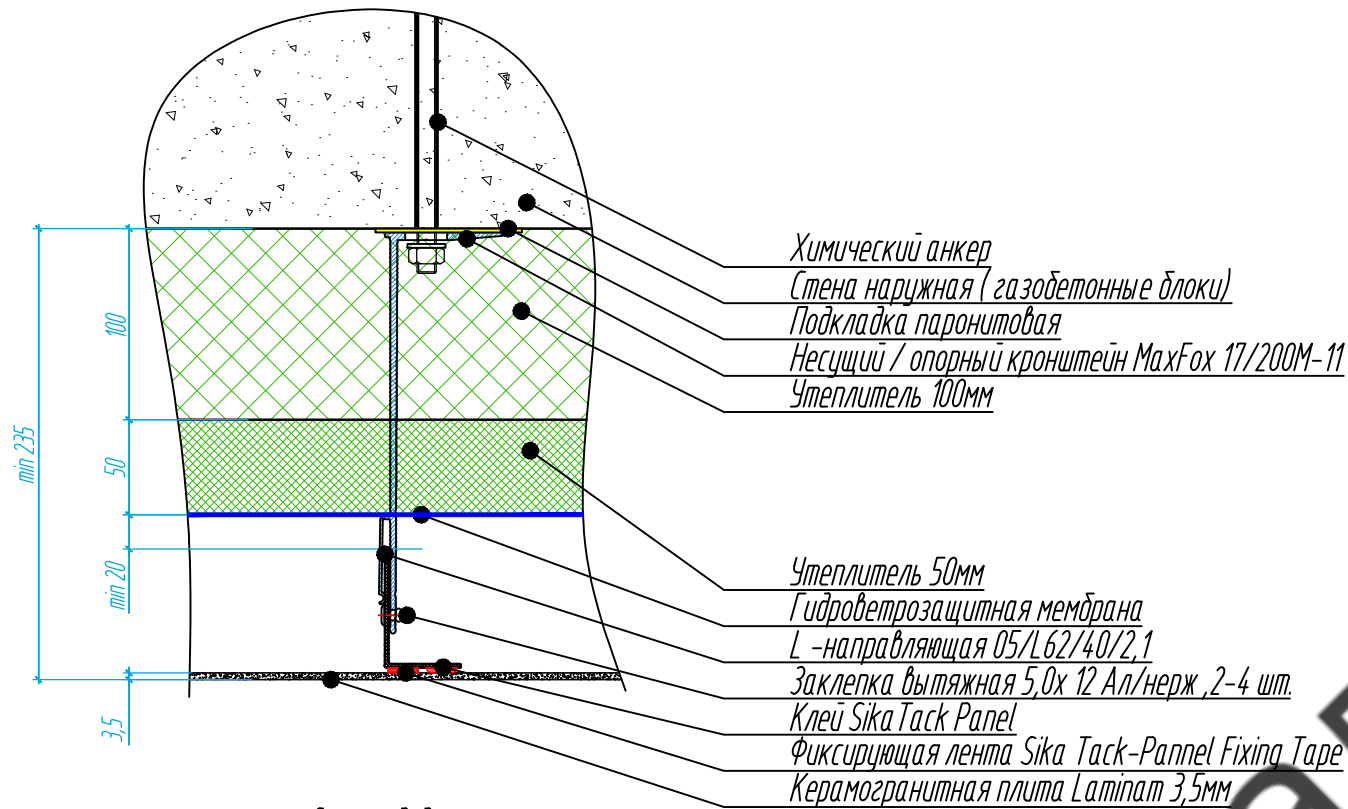 Химический анкер
Стена наружная ( газобетонные блоки)
Подкладка паронитовая
Несущий / опорный кронштейн MaxFox 17/200М-11
Утеплитель 100мм
100
min 235
50
min 20
3,5
Утеплитель 50мм
Гидроветрозащитная мембрана
L -направляющая 05/L62/40/2,1
Заклепка вытяжная 5,0х 12 Ал/нерж ,2-4 шт.
Клей Sika Tack Panel
Фиксирующая лента Sika Tack-Pannel Fixing Tape
Керамогранитная плита Laminam 3,5мм